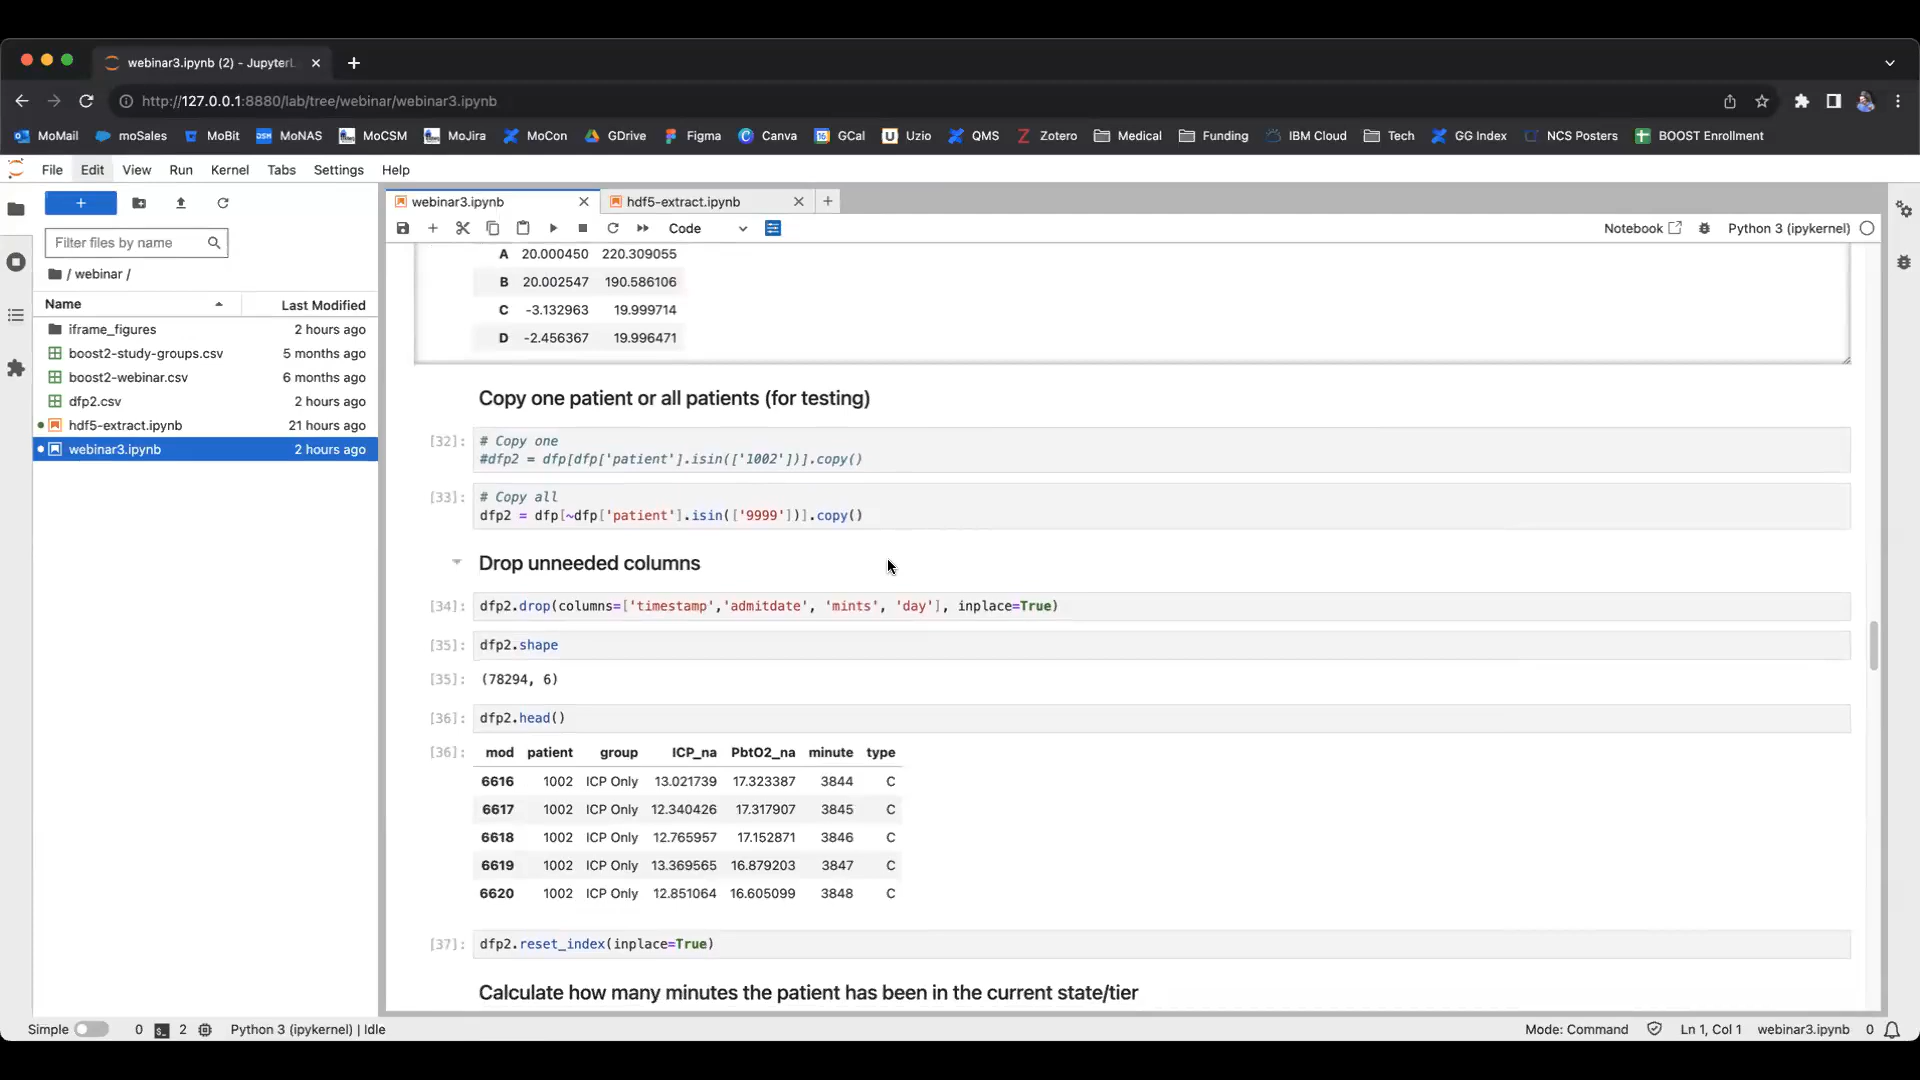 webinar3.ipynb (2) - JupyterL
http://127.0.0.1:8880/lab/tree/webinar/webinar3.ipynb
MoMail moSales MoBit MoNAS MoCSM MoJira MoCon GDrive Figma Canva GCal Uzio QMS Zotero Medical Funding IBM Cloud Tech GG Index NCS Posters BOOST Enrollment
File Edit View Run Kernel Tabs Settings Help
webinar3.ipynb hdf5-extract.ipynb
Code Notebook Python 3 (ipykernel)
Filter files by name
/ webinar /
Name Last Modified
iframe_figures 2 hours ago
boost2-study-groups.csv 5 months ago
boost2-webinar.csv 6 months ago
dfp2.csv 2 hours ago
hdf5-extract.ipynb 21 hours ago
webinar3.ipynb 2 hours ago
A 20.000450 220.309055
B 20.002547 190.586106
C -3.132963 19.999714
D -2.456367 19.996471
Copy one patient or all patients (for testing)
[32]: # Copy one
#dfp2 = dfp[dfp['patient'].isin(['1002'])].copy()
[33]: # Copy all
dfp2 = dfp[~dfp['patient'].isin(['9999'])].copy()
Drop unneeded columns
[34]: dfp2.drop(columns=['timestamp','admitdate', 'mints', 'day'], inplace=True)
[35]: dfp2.shape
[35]: (78294, 6)
[36]: dfp2.head()
[36]: mod patient group ICP_na PbtO2_na minute type
6616 1002 ICP Only 13.021739 17.323387 3844 C
6617 1002 ICP Only 12.340426 17.317907 3845 C
6618 1002 ICP Only 12.765957 17.152871 3846 C
6619 1002 ICP Only 13.369565 16.879203 3847 C
6620 1002 ICP Only 12.851064 16.605099 3848 C
[37]: dfp2.reset_index(inplace=True)
Calculate how many minutes the patient has been in the current state/tier
Simple 0 2 Python 3 (ipykernel) | Idle Mode: Command Ln 1, Col 1 webinar3.ipynb 0